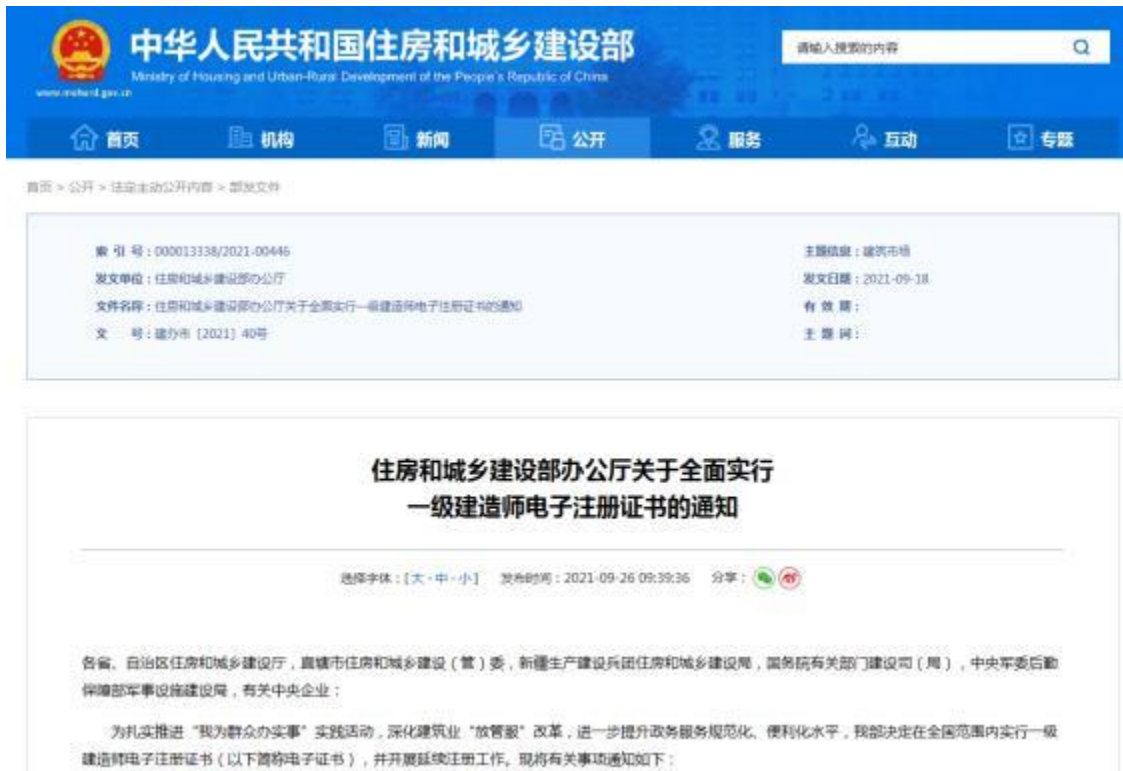 中华人民共和国住房和城乡建设部
Ministry of Housing and Urban-Rural Development of the People's Republic of China
www.mohurd.gov.cn
请输入搜索的内容
首页 机构 新闻 公开 服务 互动 专题
首页 > 公开 > 法定主动公开内容 > 部发文件
索 引 号：000013338/2021-00446 主题信息：建筑市场
发文单位：住房和城乡建设部办公厅 发文日期：2021-09-18
文件名称：住房和城乡建设部办公厅关于全面实行一级建造师电子注册证书的通知 有 效 期：
文 号：建办市〔2021〕40号 主 题 词：
住房和城乡建设部办公厅关于全面实行
一级建造师电子注册证书的通知
选择字体：[大 - 中 - 小] 发布时间：2021-09-26 09:39:36 分享：
各省、自治区住房和城乡建设厅，直辖市住房和城乡建设（管）委，新疆生产建设兵团住房和城乡建设局，国务院有关部门建设司（局），中央军委后勤
保障部军事设施建设局，有关中央企业：
为扎实推进“我为群众办实事”实践活动，深化建筑业“放管服”改革，进一步提升政务服务规范化、便利化水平，我部决定在全国范围内实行一级
建造师电子注册证书（以下简称电子证书），并开展延续注册工作。现将有关事项通知如下：